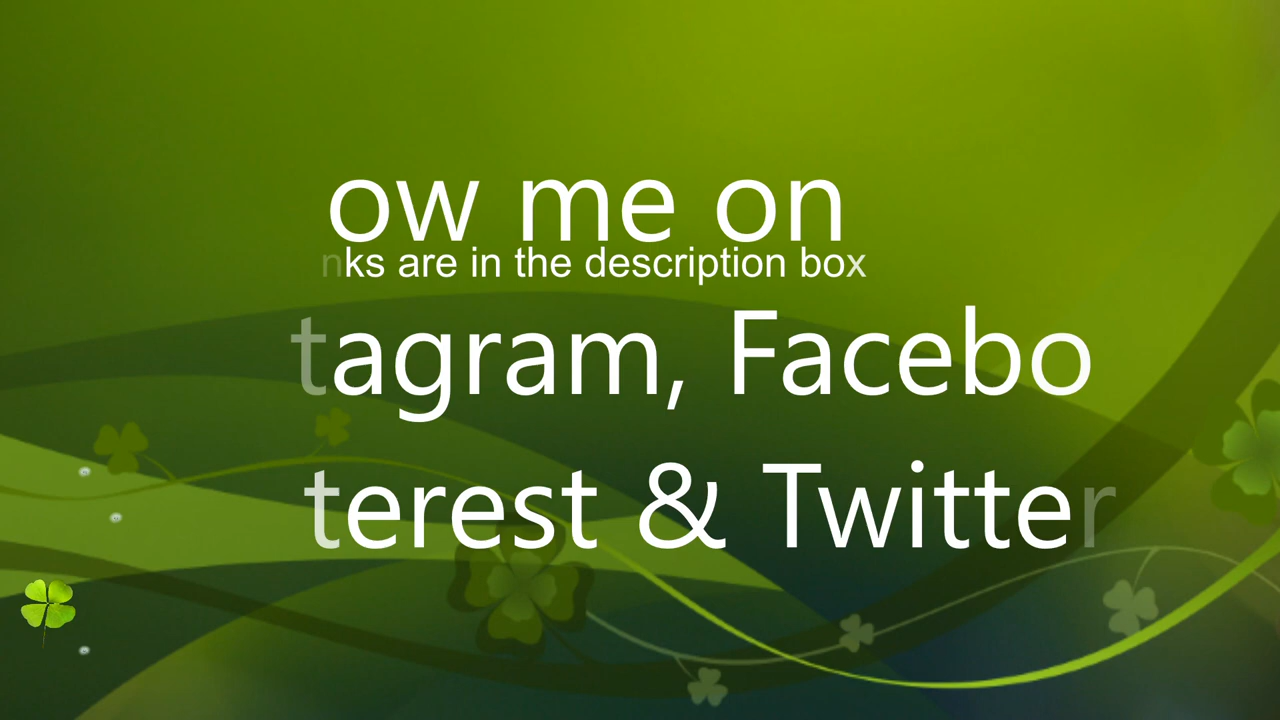 ow me on
nks are in the description box
tagram, Facebo
terest & Twitter